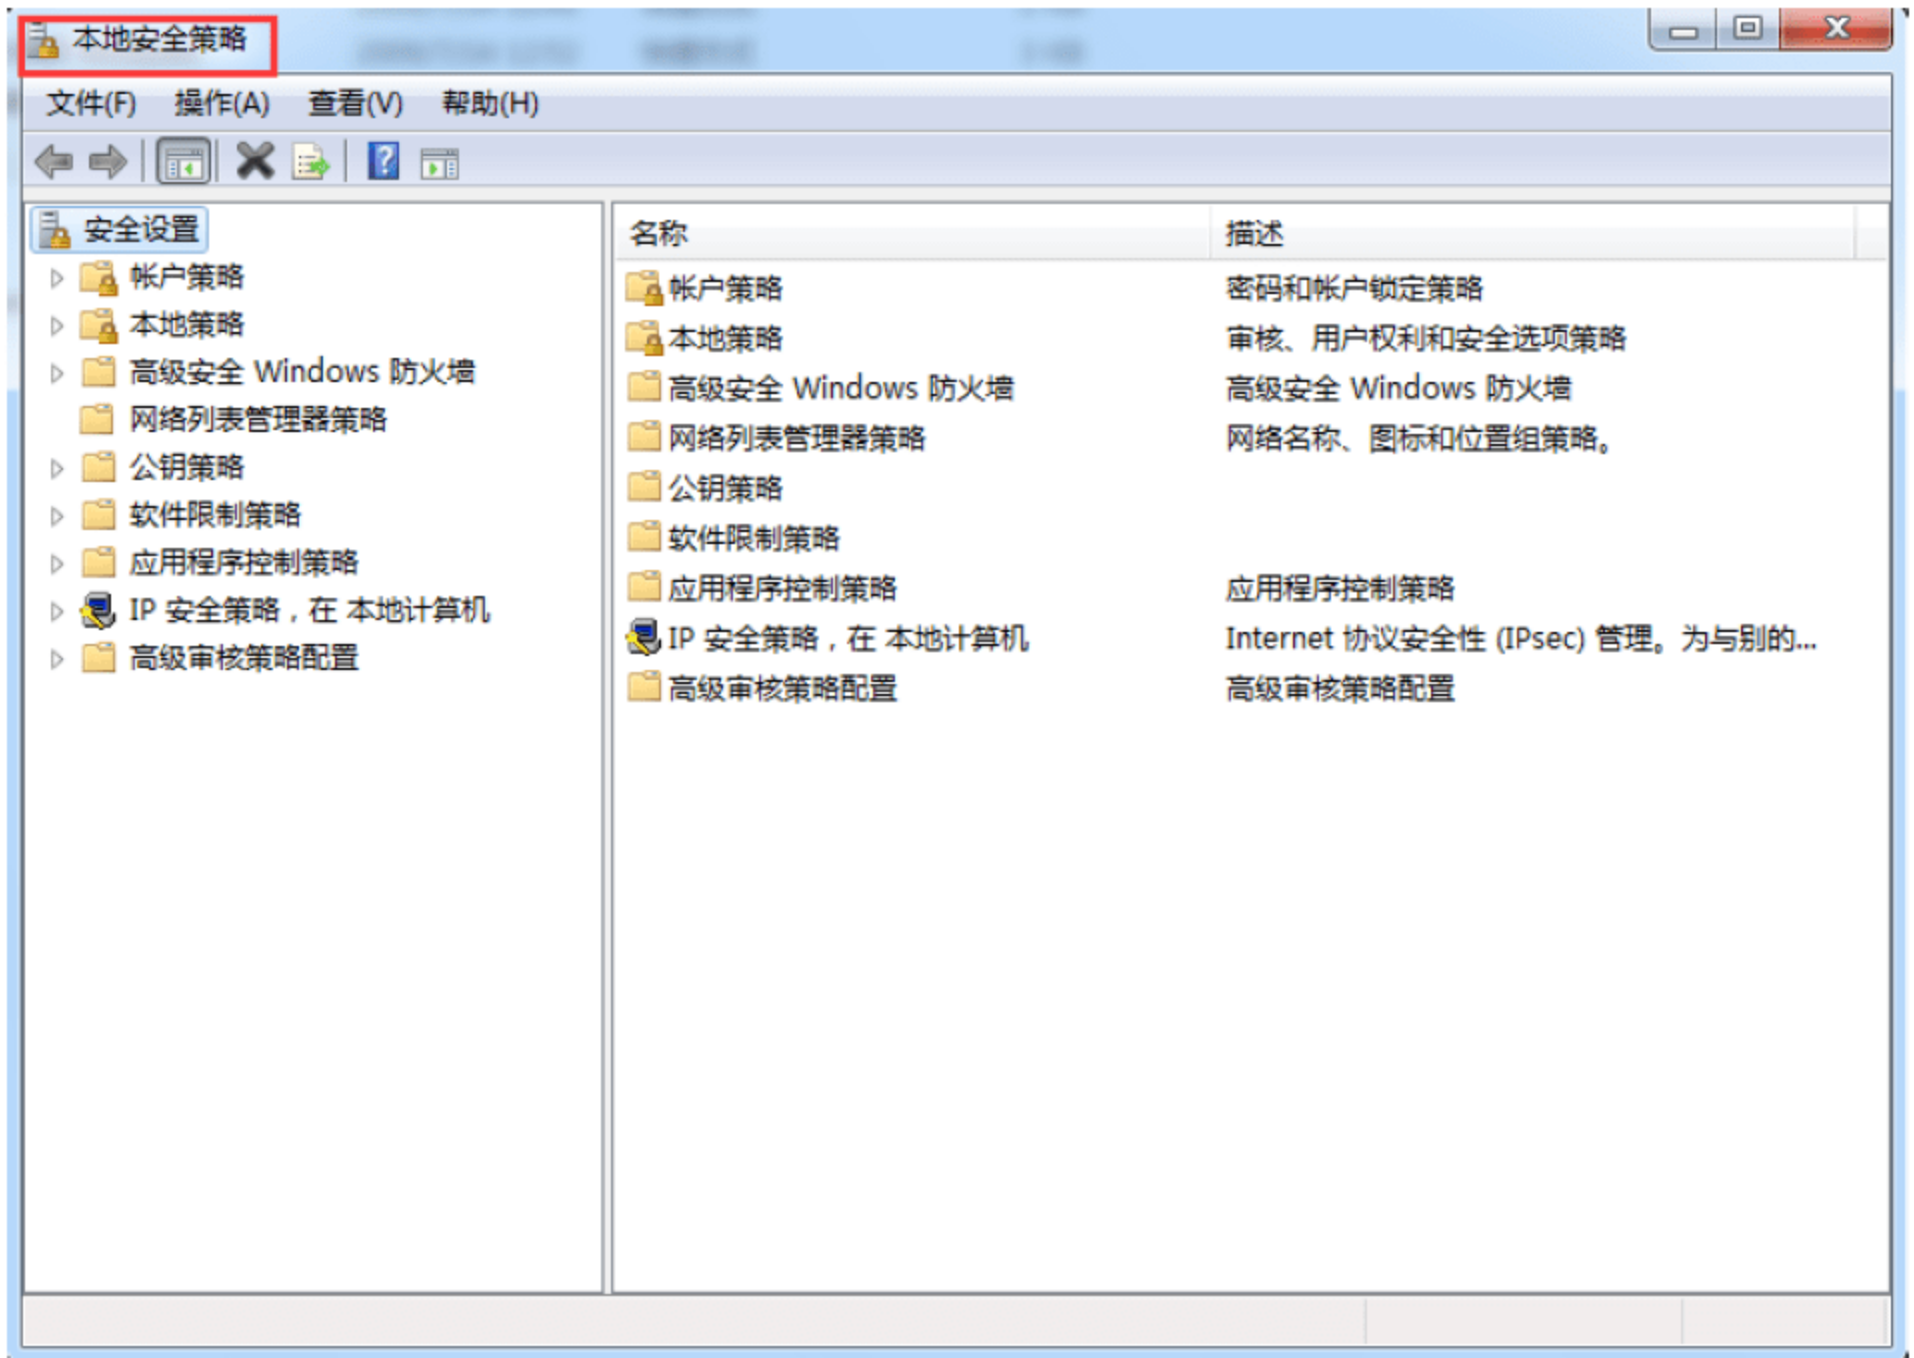 本地安全策略
文件(F) 操作(A) 查看(V) 帮助(H)
安全设置
帐户策略
本地策略
高级安全 Windows 防火墙
网络列表管理器策略
公钥策略
软件限制策略
应用程序控制策略
IP 安全策略，在 本地计算机
高级审核策略配置
名称 描述
帐户策略 密码和帐户锁定策略
本地策略 审核、用户权利和安全选项策略
高级安全 Windows 防火墙 高级安全 Windows 防火墙
网络列表管理器策略 网络名称、图标和位置组策略。
公钥策略
软件限制策略
应用程序控制策略 应用程序控制策略
IP 安全策略，在 本地计算机 Internet 协议安全性 (IPsec) 管理。为与别的...
高级审核策略配置 高级审核策略配置